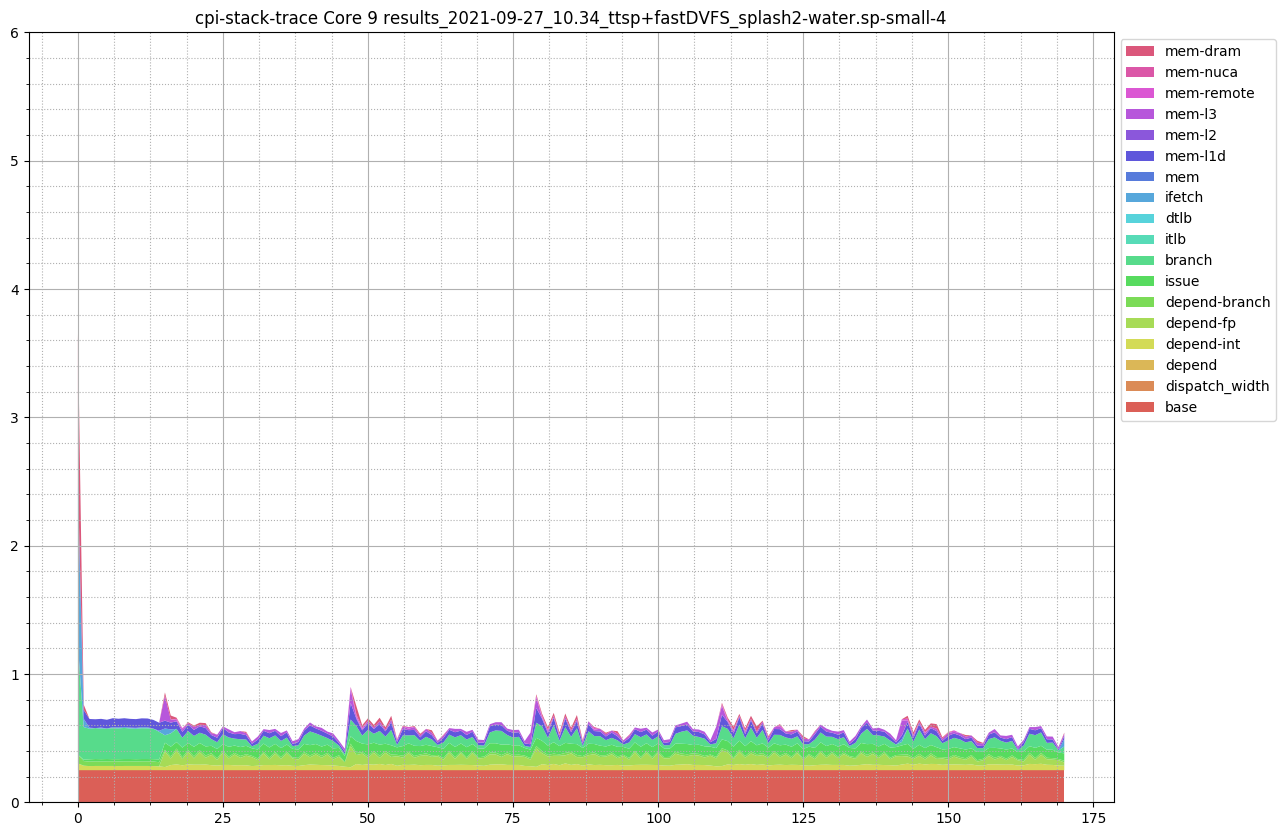 cpi-stack-trace Core 9 results_2021-09-27_10.34_ttsp+fastDVFS_splash2-water.sp-small-4
6
5
4
3
2
1
0
0 25 50 75 100 125 150 175
mem-dram
mem-nuca
mem-remote
mem-l3
mem-l2
mem-l1d
mem
ifetch
dtlb
itlb
branch
issue
depend-branch
depend-fp
depend-int
depend
dispatch_width
base